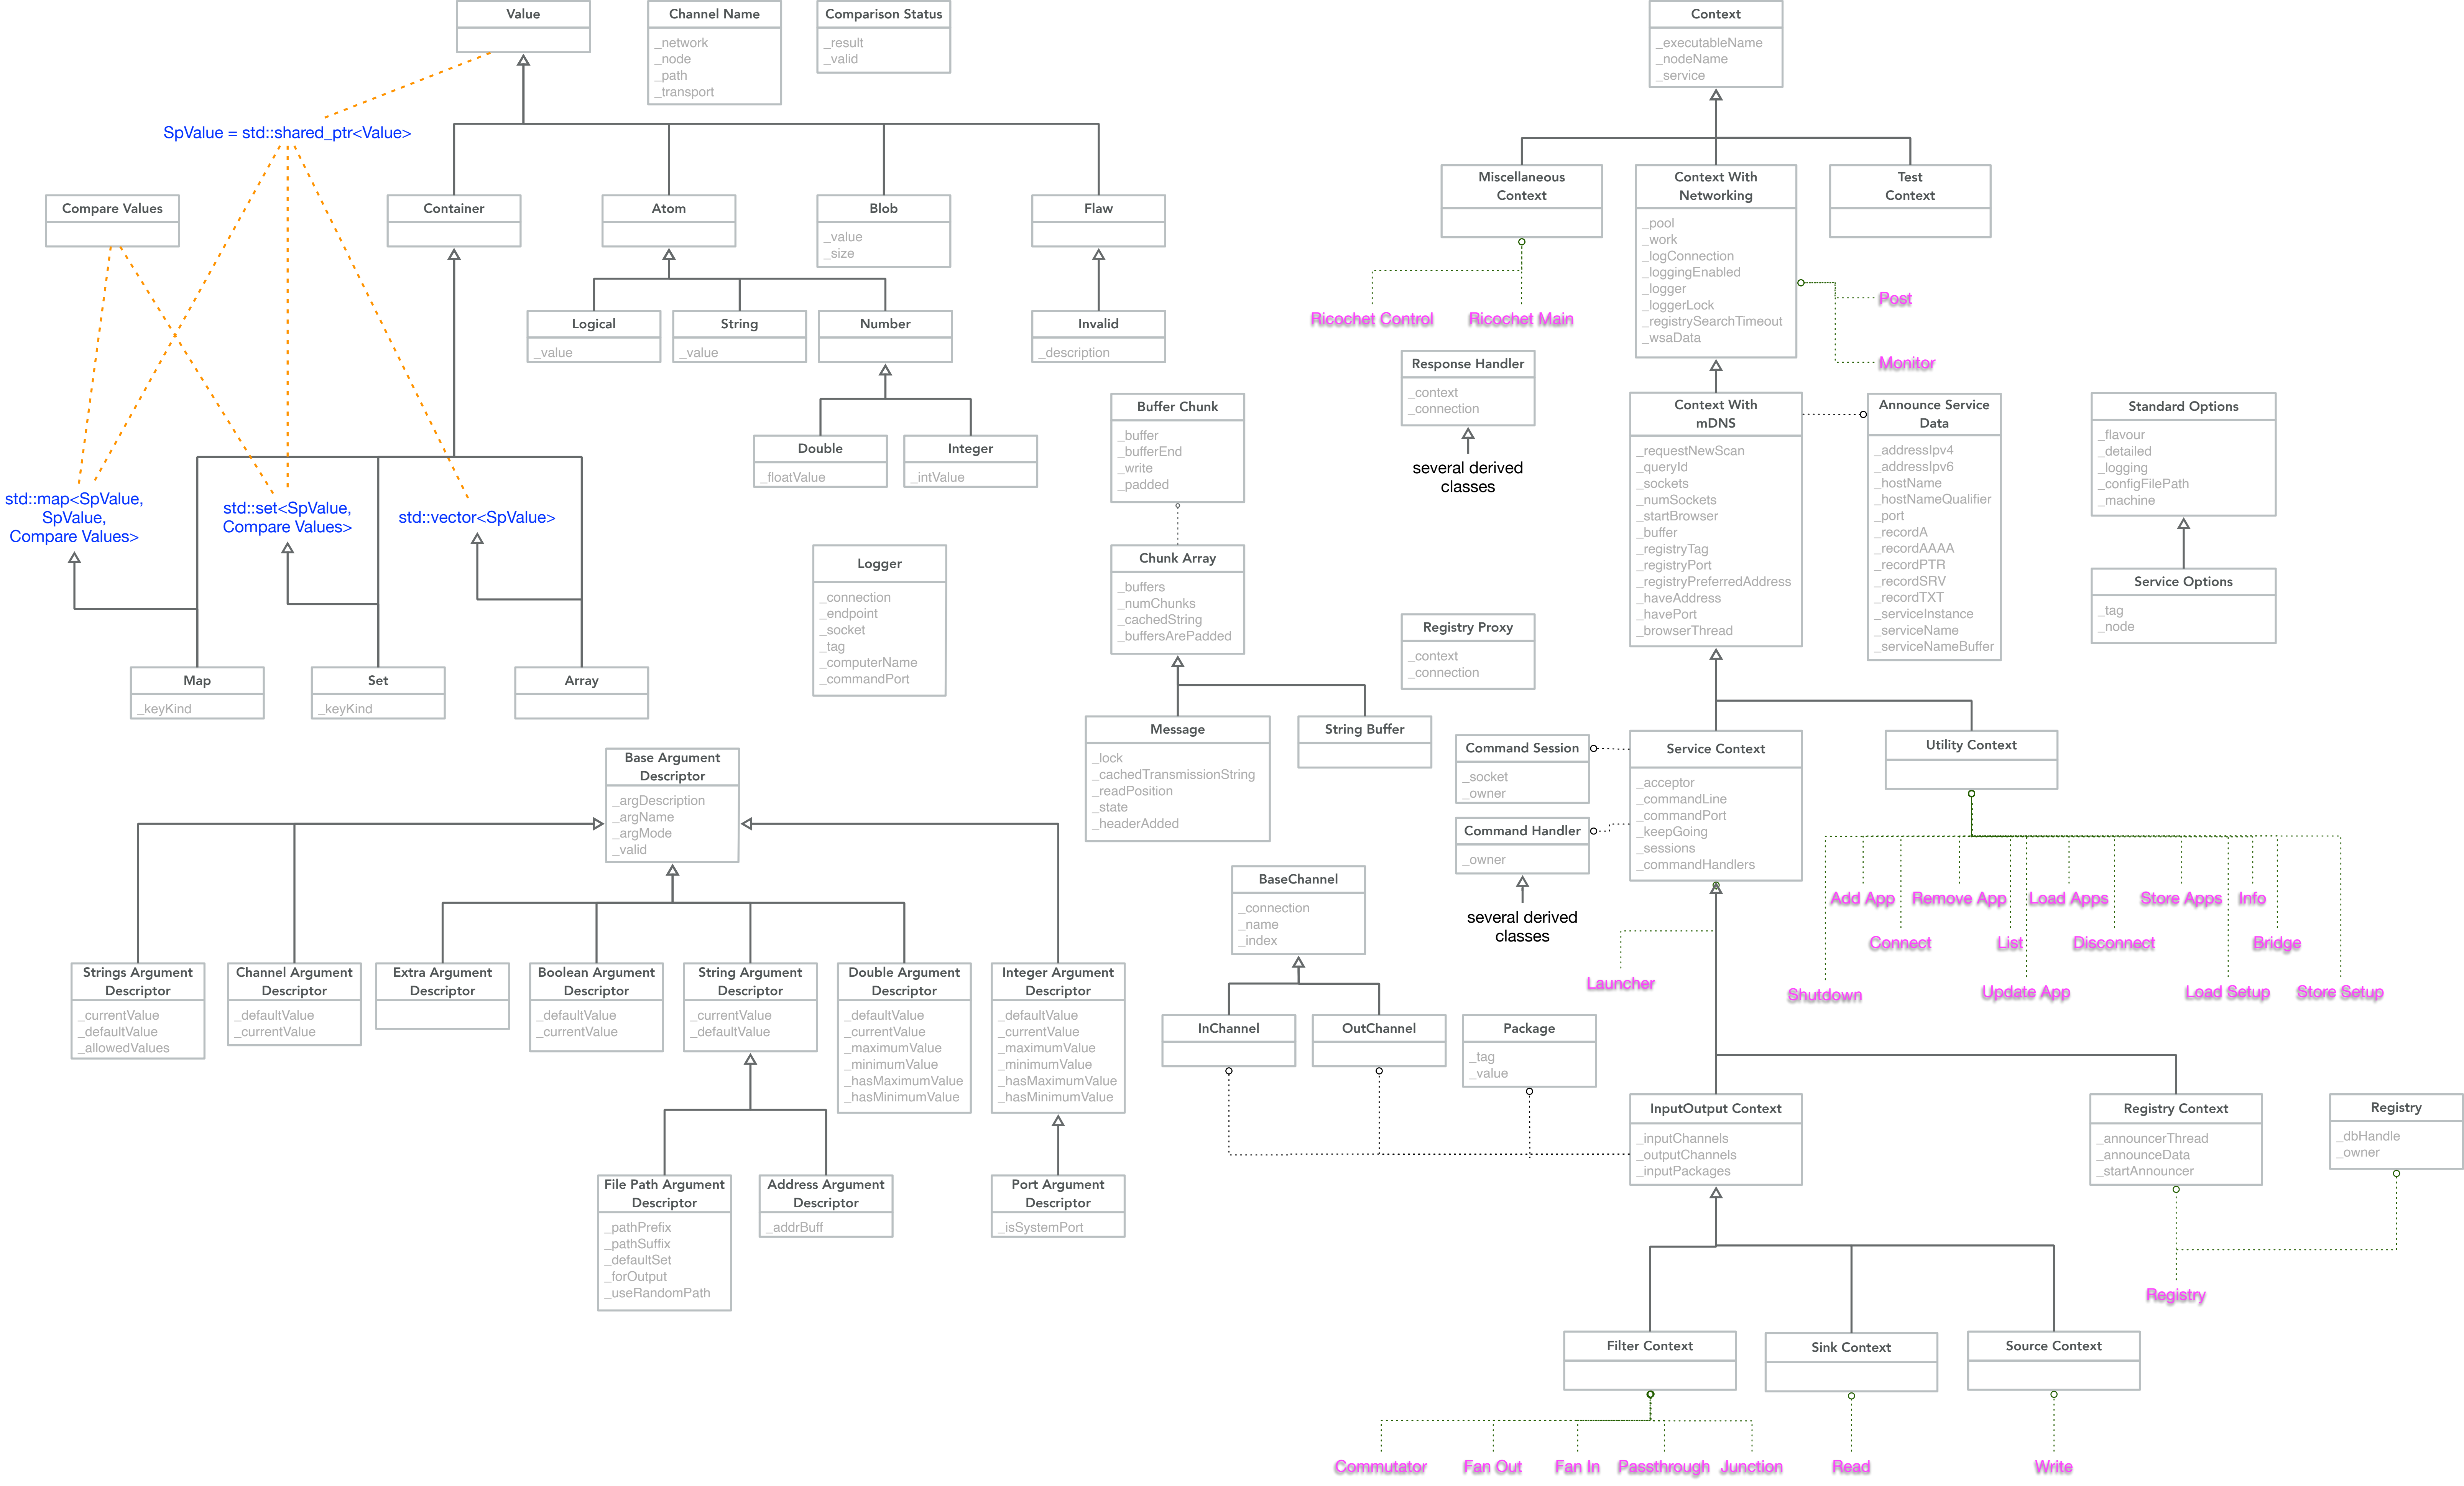 Value
Channel Name
_network
_node
_path
_transport
Comparison Status
_result
_valid
SpValue = std::shared_ptr<Value>
Compare Values
Container
Atom
Blob
_value
_size
Flaw
Logical
_value
String
_value
Number
Invalid
_description
Double
_floatValue
Integer
_intValue
std::map<SpValue,
SpValue,
Compare Values>
std::set<SpValue,
Compare Values>
std::vector<SpValue>
Map
_keyKind
Set
_keyKind
Array
Logger
_connection
_endpoint
_socket
_tag
_computerName
_commandPort
Buffer Chunk
_buffer
_bufferEnd
_write
_padded
Chunk Array
_buffers
_numChunks
_cachedString
_buffersArePadded
Message
_lock
_cachedTransmissionString
_readPosition
_state
_headerAdded
String Buffer
Base Argument
Descriptor
_argDescription
_argName
_argMode
_valid
Strings Argument
Descriptor
_currentValue
_defaultValue
_allowedValues
Channel Argument
Descriptor
_defaultValue
_currentValue
Extra Argument
Descriptor
Boolean Argument
Descriptor
_defaultValue
_currentValue
String Argument
Descriptor
_currentValue
_defaultValue
Double Argument
Descriptor
_defaultValue
_currentValue
_maximumValue
_minimumValue
_hasMaximumValue
_hasMinimumValue
Integer Argument
Descriptor
_defaultValue
_currentValue
_maximumValue
_minimumValue
_hasMaximumValue
_hasMinimumValue
File Path Argument
Descriptor
_pathPrefix
_pathSuffix
_defaultSet
_forOutput
_useRandomPath
Address Argument
Descriptor
_addrBuff
Port Argument
Descriptor
_isSystemPort
Context
_executableName
_nodeName
_service
Miscellaneous
Context
Context With
Networking
_pool
_work
_logConnection
_loggingEnabled
_logger
_loggerLock
_registrySearchTimeout
_wsaData
Test
Context
Ricochet Control
Ricochet Main
Post
Monitor
Response Handler
_context
_connection
several derived
classes
Context With
mDNS
_requestNewScan
_queryId
_sockets
_numSockets
_startBrowser
_buffer
_registryTag
_registryPort
_registryPreferredAddress
_haveAddress
_havePort
_browserThread
Announce Service
Data
_addressIpv4
_addressIpv6
_hostName
_hostNameQualifier
_port
_recordA
_recordAAAA
_recordPTR
_recordSRV
_recordTXT
_serviceInstance
_serviceName
_serviceNameBuffer
Standard Options
_flavour
_detailed
_logging
_configFilePath
_machine
Service Options
_tag
_node
Registry Proxy
_context
_connection
Command Session
_socket
_owner
Command Handler
_owner
several derived
classes
Service Context
_acceptor
_commandLine
_commandPort
_keepGoing
_sessions
_commandHandlers
Utility Context
Add App
Remove App
Load Apps
Store Apps
Info
Connect
List
Disconnect
Bridge
Shutdown
Update App
Load Setup
Store Setup
Launcher
BaseChannel
_connection
_name
_index
InChannel
OutChannel
Package
_tag
_value
InputOutput Context
_inputChannels
_outputChannels
_inputPackages
Registry Context
_announcerThread
_announceData
_startAnnouncer
Registry
_dbHandle
_owner
Registry
Filter Context
Sink Context
Source Context
Commutator
Fan Out
Fan In
Passthrough
Junction
Read
Write